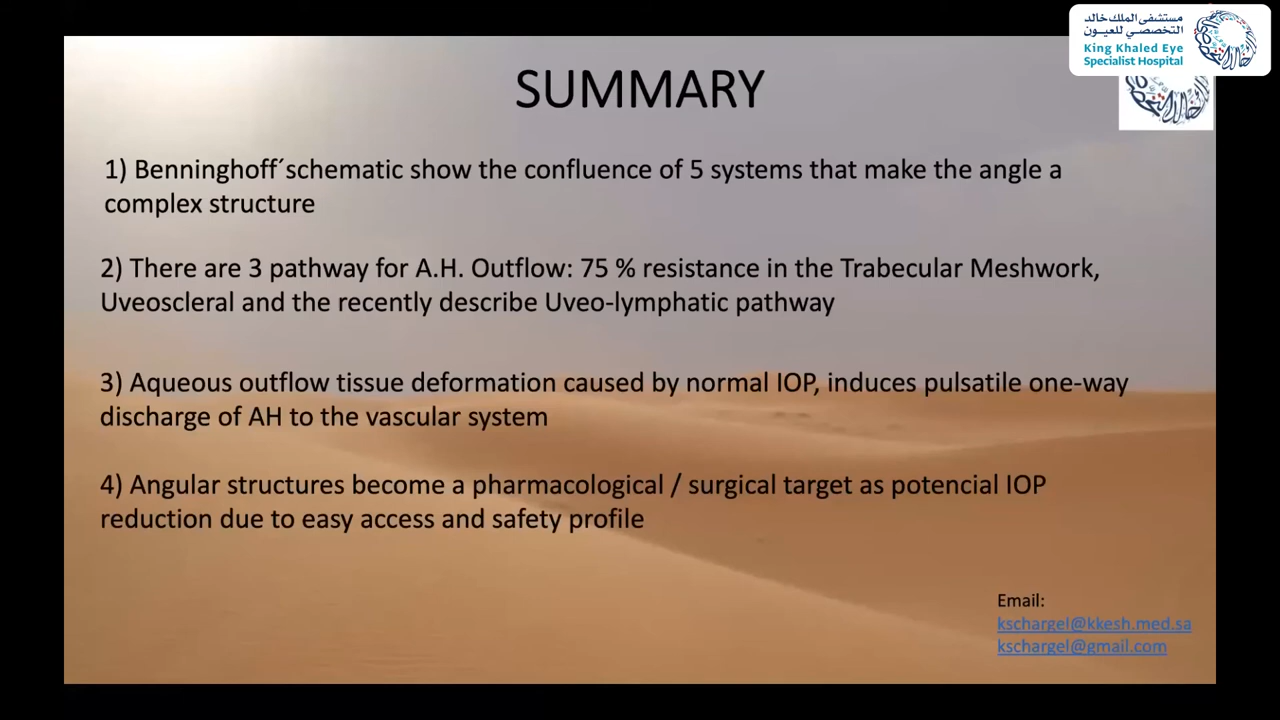 مستشفى الملك خالد
التخصصي للعيون
King Khaled Eye
Specialist Hospital
SUMMARY
1) Benninghoff´schematic show the confluence of 5 systems that make the angle a
complex structure
2) There are 3 pathway for A.H. Outflow: 75 % resistance in the Trabecular Meshwork,
Uveoscleral and the recently describe Uveo-lymphatic pathway
3) Aqueous outflow tissue deformation caused by normal IOP, induces pulsatile one-way
discharge of AH to the vascular system
4) Angular structures become a pharmacological / surgical target as potencial IOP
reduction due to easy access and safety profile
Email:
kschargel@kkesh.med.sa
kschargel@gmail.com